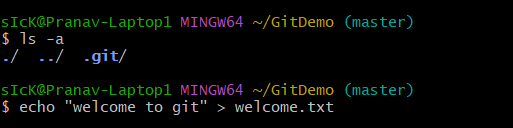 sIcK@Pranav-Laptop1 MINGW64 ~/GitDemo (master)
$ ls -a
./  ../  .git/
sIcK@Pranav-Laptop1 MINGW64 ~/GitDemo (master)
$ echo "welcome to git" > welcome.txt